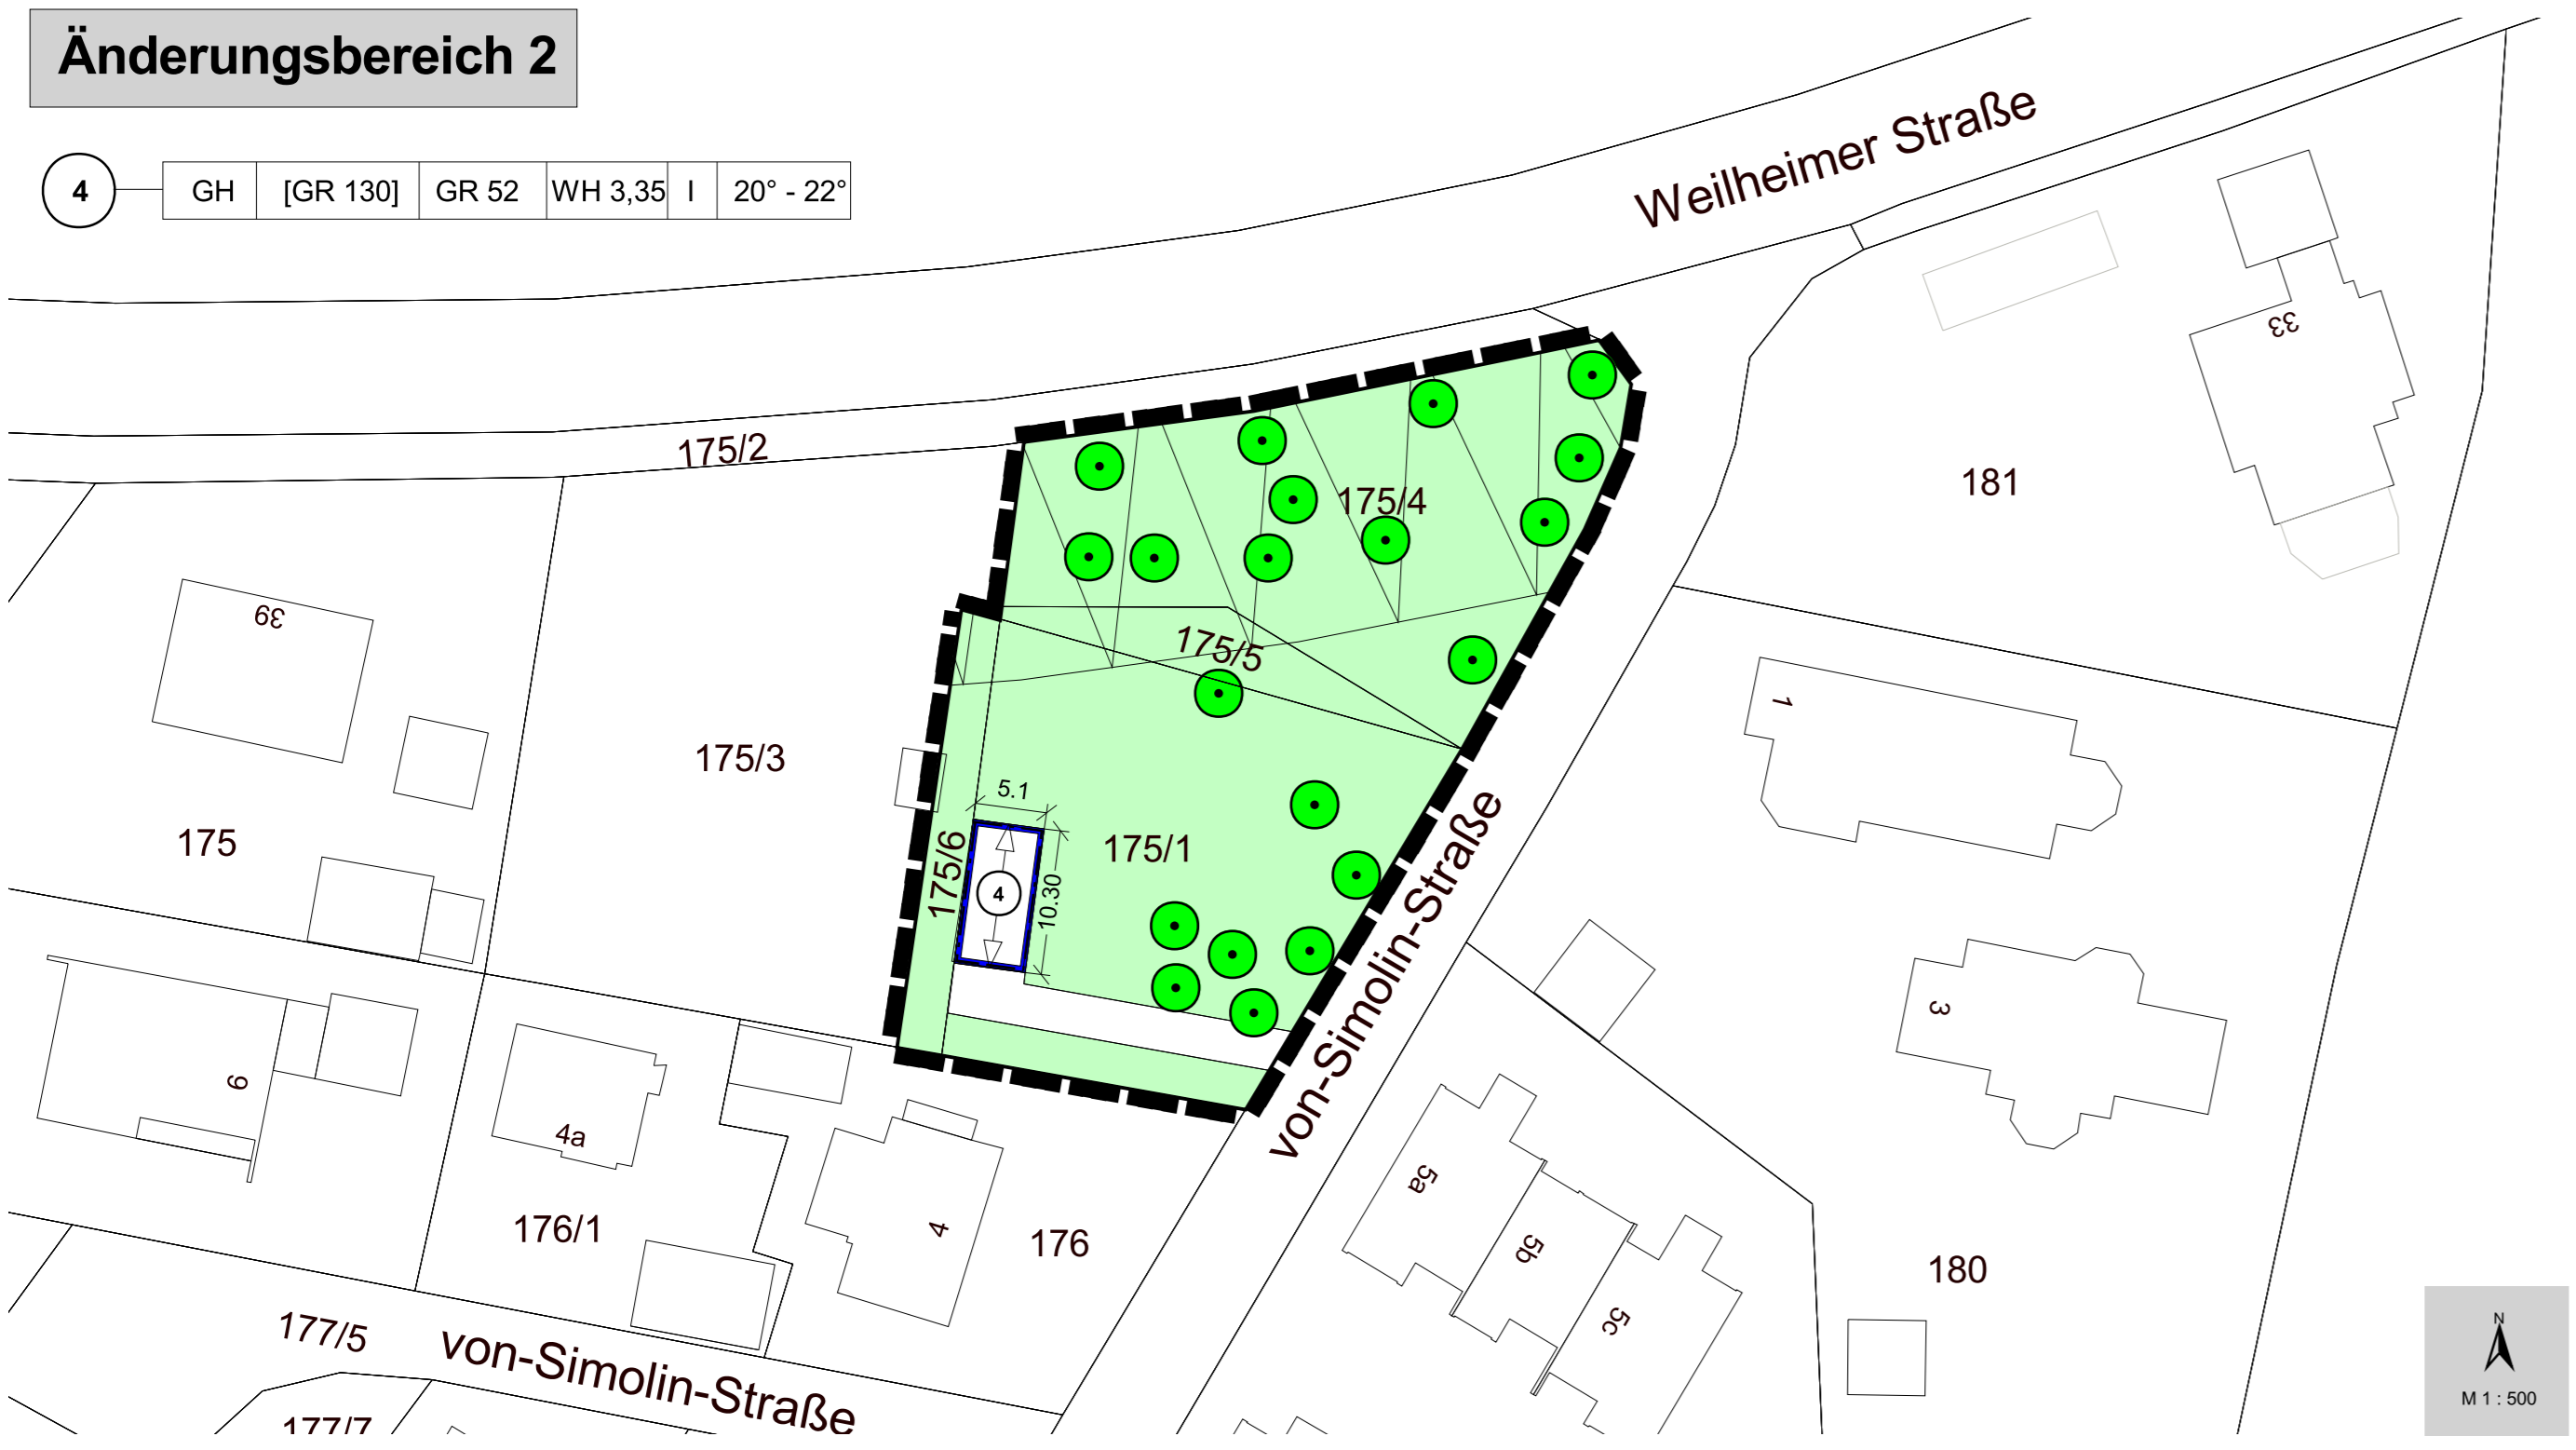 Änderungsbereich 2
4 GH [GR 130] GR 52 WH 3,35 I 20° - 22°
Weilheimer Straße
33
175/2
181
175/4
39
175/5
1
175/3
5.1
175
175/6
175/1
4
10.30
von-Simolin-Straße
3
9
4a
5a
176/1
4
176
5b
180
5c
177/5
von-Simolin-Straße
177/7
N
M 1 : 500